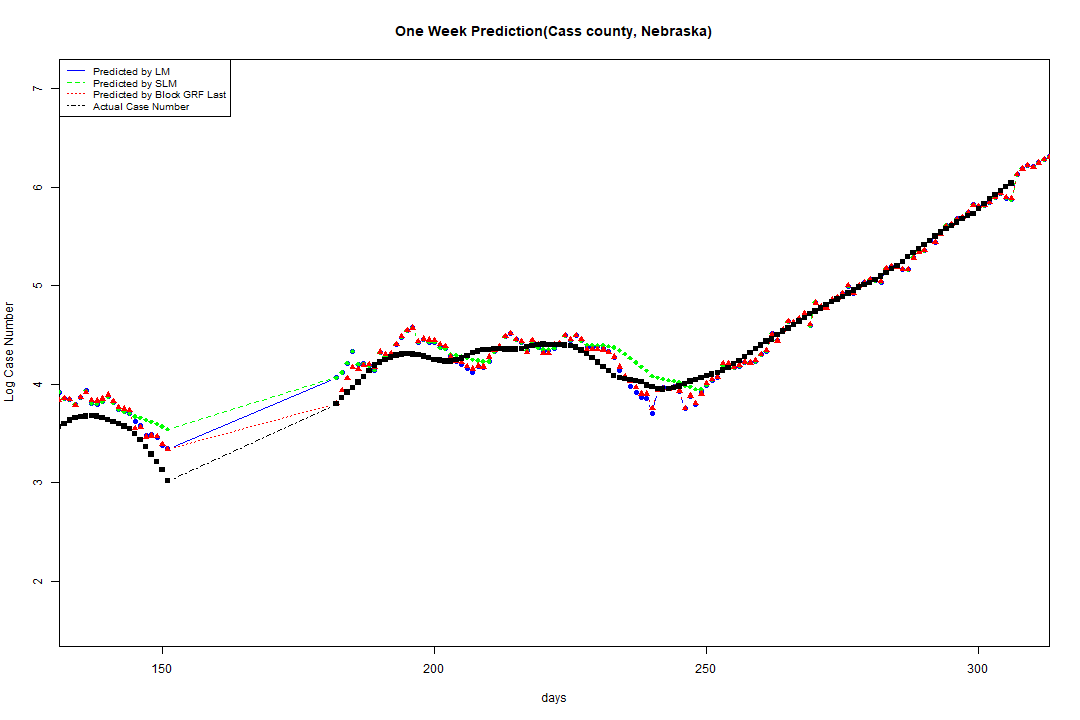 One Week Prediction(Cass county, Nebraska)
Predicted by LM
Predicted by SLM
Predicted by Block GRF Last
Actual Case Number
7
6
5
4
3
2
Log Case Number
150 200 250 300
days